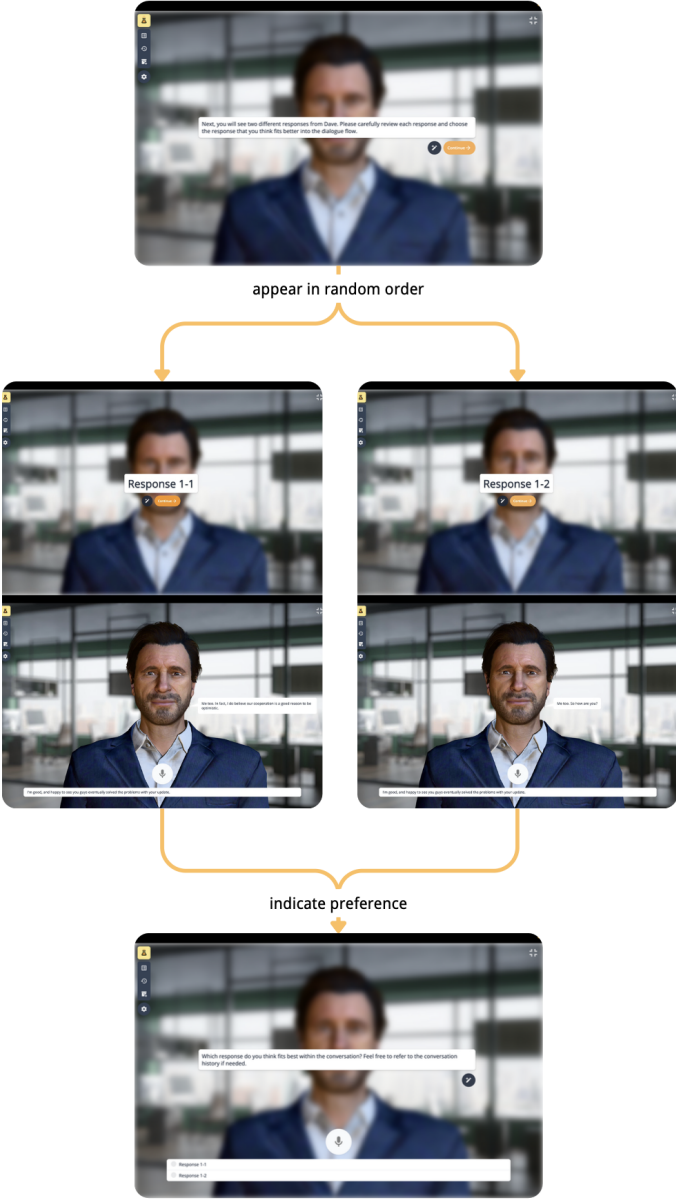 Next, you will see two different responses from Dave. Please carefully review each response and choose
the response that you think fits better into the dialogue flow.
Continue
appear in random order
Response 1-1
Continue
Response 1-2
Continue
Me too. In fact, I do believe our cooperation is a good reason to be
optimistic.
I'm good, and happy to see you guys eventually solved the problems with your update.
Me too. So how are you?
I'm good, and happy to see you guys eventually solved the problems with your update.
indicate preference
Which response do you think fits best within the conversation? Feel free to refer to the conversation
history if needed.
Response 1-1
Response 1-2